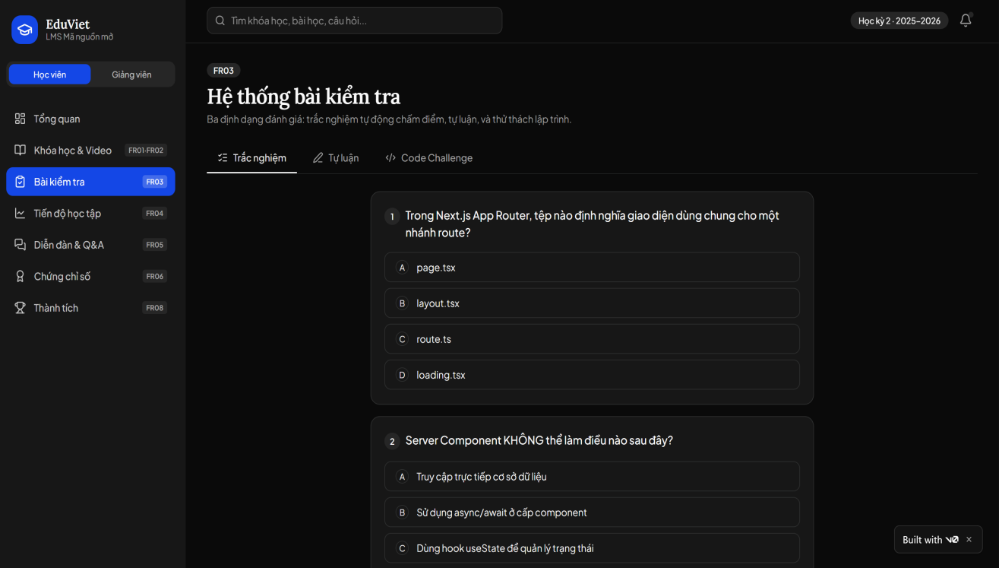 EduViet
LMS Mã nguồn mở
Học viên
Giảng viên
Tổng quan
Khóa học & Video FR01-FR02
Bài kiểm tra FR03
Tiến độ học tập FR04
Diễn đàn & Q&A FR05
Chứng chỉ số FR06
Thành tích FR08
Tìm khóa học, bài học, câu hỏi...
Học kỳ 2 · 2025–2026
FR03
Hệ thống bài kiểm tra
Ba định dạng đánh giá: trắc nghiệm tự động chấm điểm, tự luận, và thử thách lập trình.
Trắc nghiệm
Tự luận
Code Challenge
1 Trong Next.js App Router, tệp nào định nghĩa giao diện dùng chung cho một
nhánh route?
A page.tsx
B layout.tsx
C route.ts
D loading.tsx
2 Server Component KHÔNG thể làm điều nào sau đây?
A Truy cập trực tiếp cơ sở dữ liệu
B Sử dụng async/await ở cấp component
C Dùng hook useState để quản lý trạng thái
Built with v0